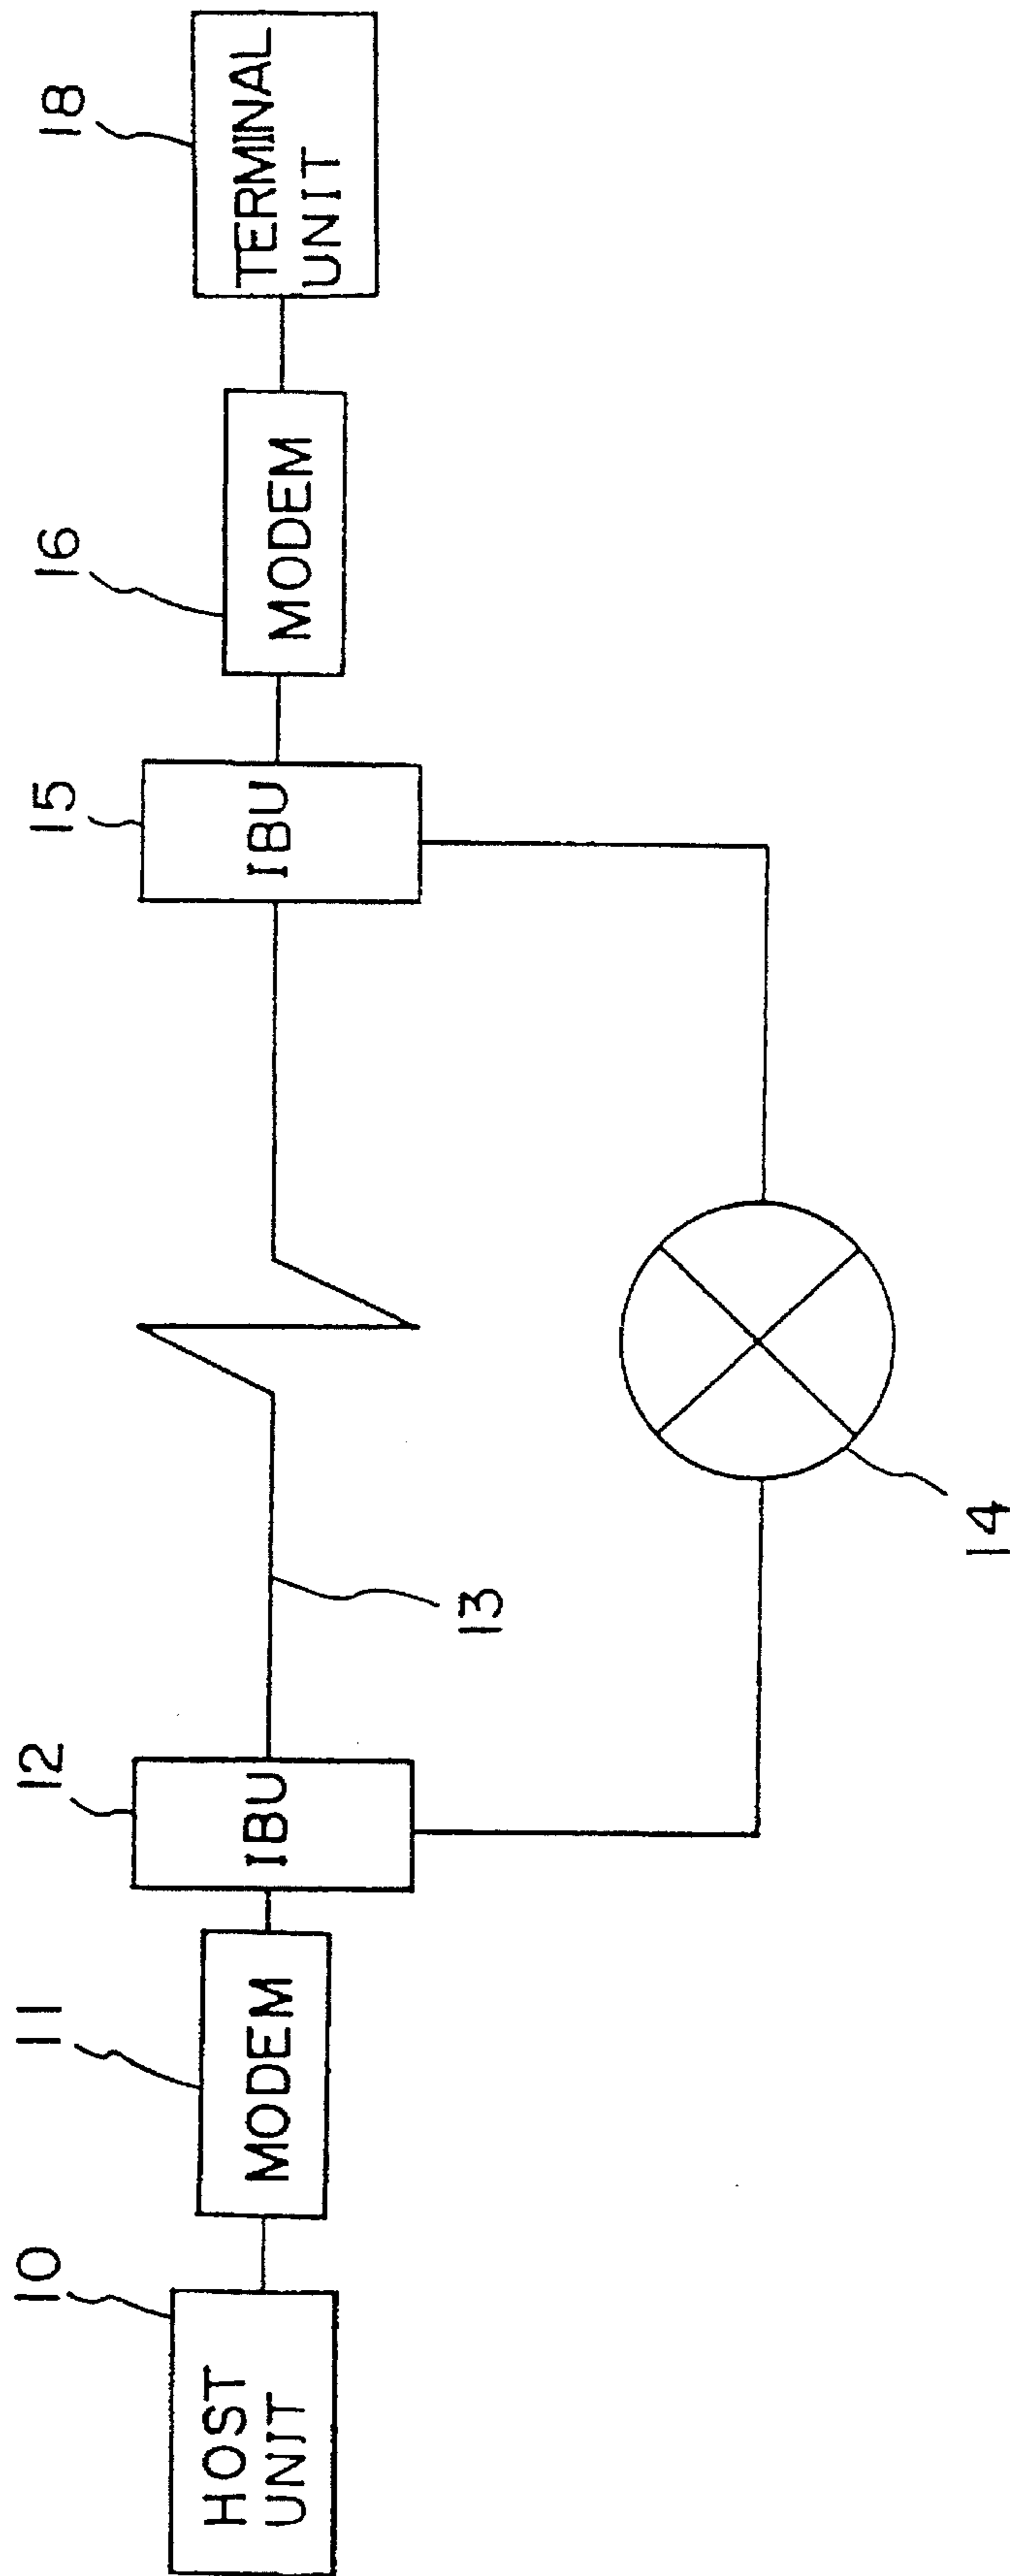 10
HOST
UNIT
11
MODEM
12
IBU
13
14
15
IBU
16
MODEM
18
TERMINAL
UNIT